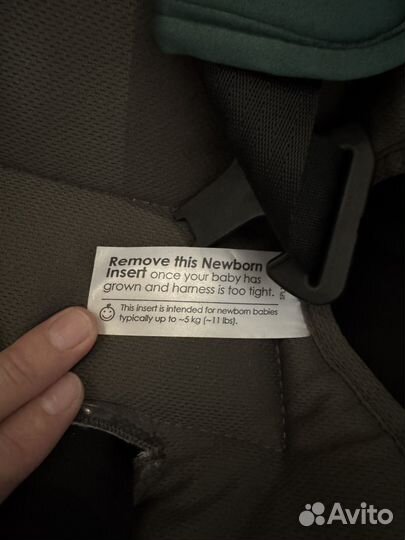 Remove this Newborn
Insert once your baby has
grown and harness is too tight.
This insert is intended for newborn babies
typically up to ~5 kg (~11 lbs).
Avito